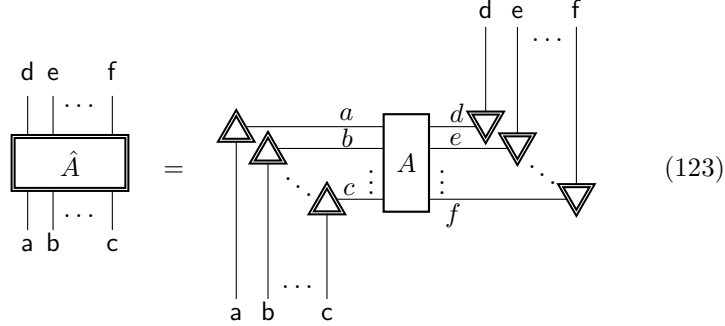 d e ⋯ f
d e f
⋯
a d
b e
Â = ⋮ A ⋮ (123)
⋱ c ⋱
f
⋯
a b c
⋯
a b c